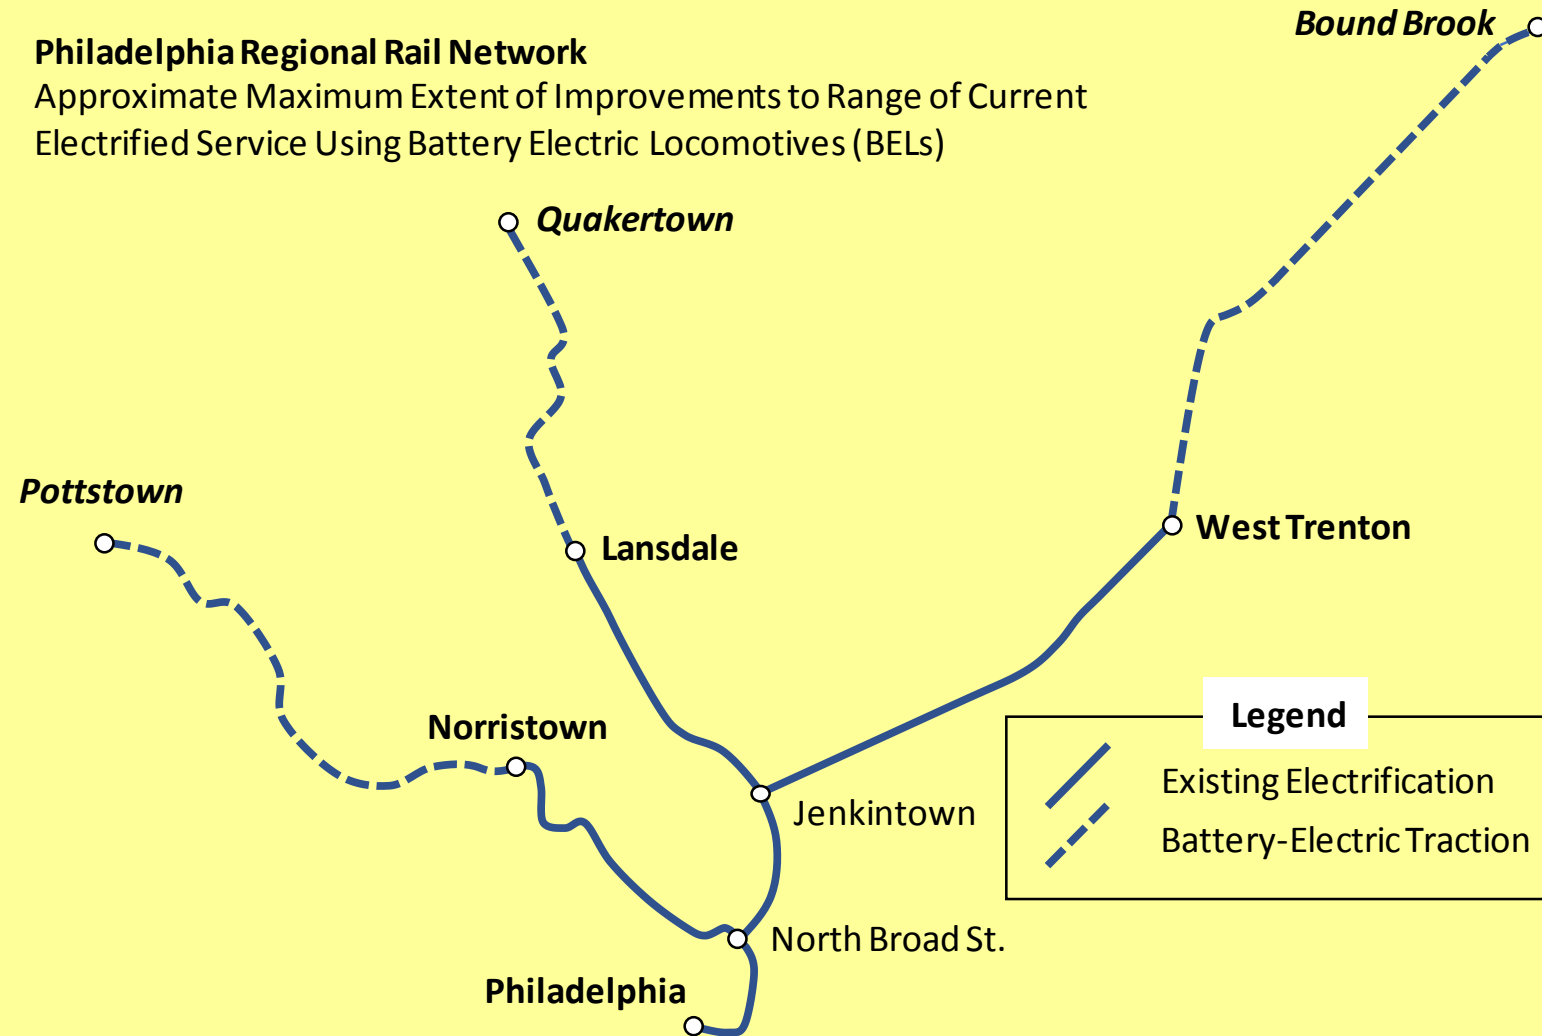 Philadelphia Regional Rail Network
Approximate Maximum Extent of Improvements to Range of Current
Electrified Service Using Battery Electric Locomotives (BELs)
Bound Brook
Quakertown
Pottstown
West Trenton
Lansdale
Norristown
Legend
Existing Electrification
Jenkintown
Battery-Electric Traction
North Broad St.
Philadelphia